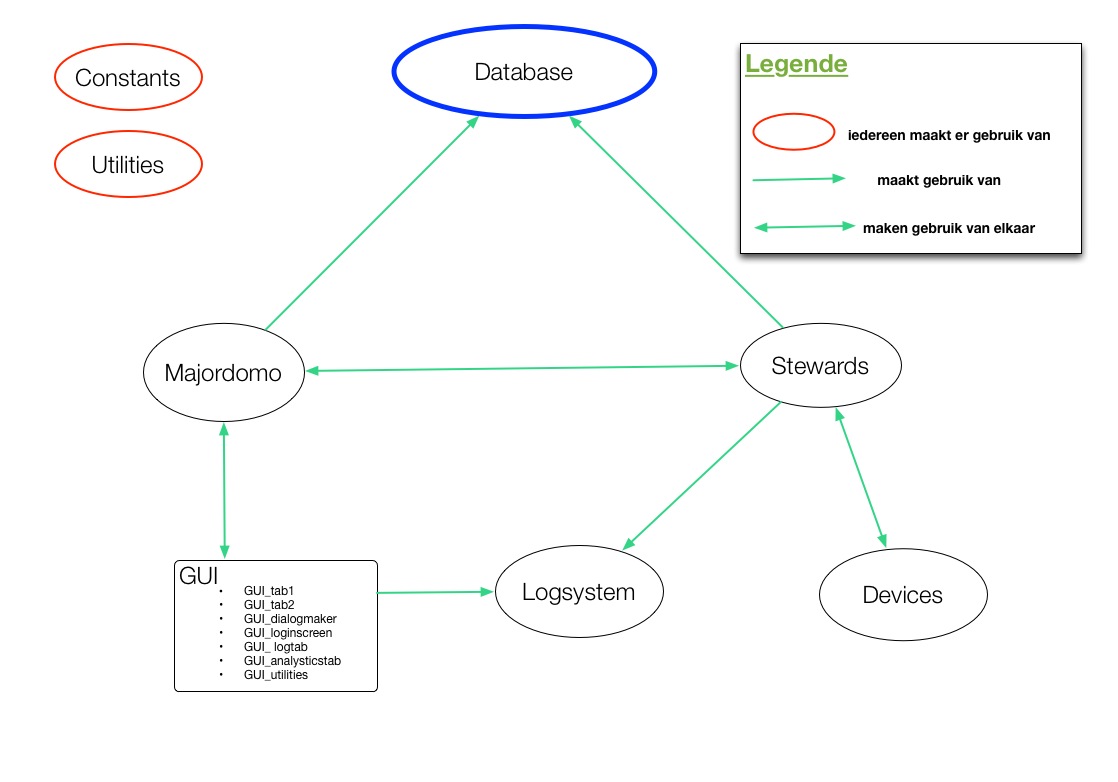 Constants
Utilities
Database
Legende
iedereen maakt er gebruik van
maakt gebruik van
maken gebruik van elkaar
Majordomo
Stewards
GUI
• GUI_tab1
• GUI_tab2
• GUI_dialogmaker
• GUI_loginscreen
• GUI_ logtab
• GUI_analysticstab
• GUI_utilities
Logsystem
Devices